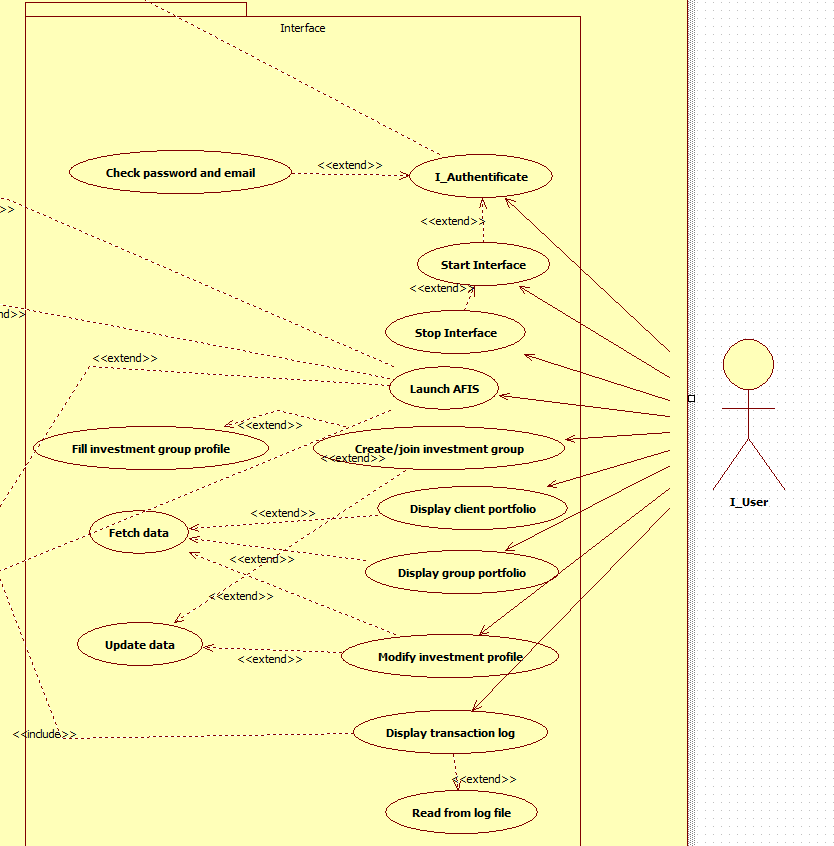 Interface
<<extend>>
Check password and email
I_Authentificate
>>
<<extend>>
Start Interface
<<extend>>
nd>>
Stop Interface
<<extend>>
Launch AFIS
<<extend>>
Fill investment group profile
Create/join investment group
<<extend>>
I_User
Display client portfolio
<<extend>>
Fetch data
<<extend>>
Display group portfolio
<<extend>>
Update data
<<extend>>
Modify investment profile
<<include>>
Display transaction log
<<extend>>
Read from log file